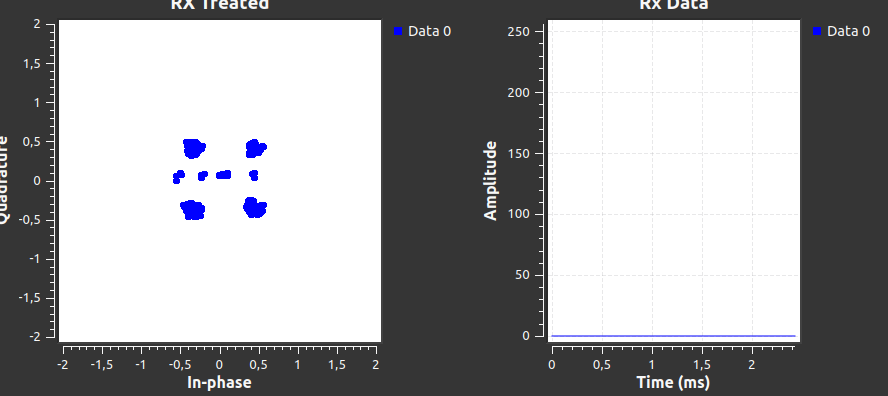 RX Treated
2
1,5
1
0,5
0
-0,5
-1
-1,5
-2
Quadrature
-2 -1,5 -1 -0,5 0 0,5 1 1,5 2
In-phase
Data 0
Rx Data
250
200
150
100
50
0
Amplitude
0 0,5 1 1,5 2
Time (ms)
Data 0